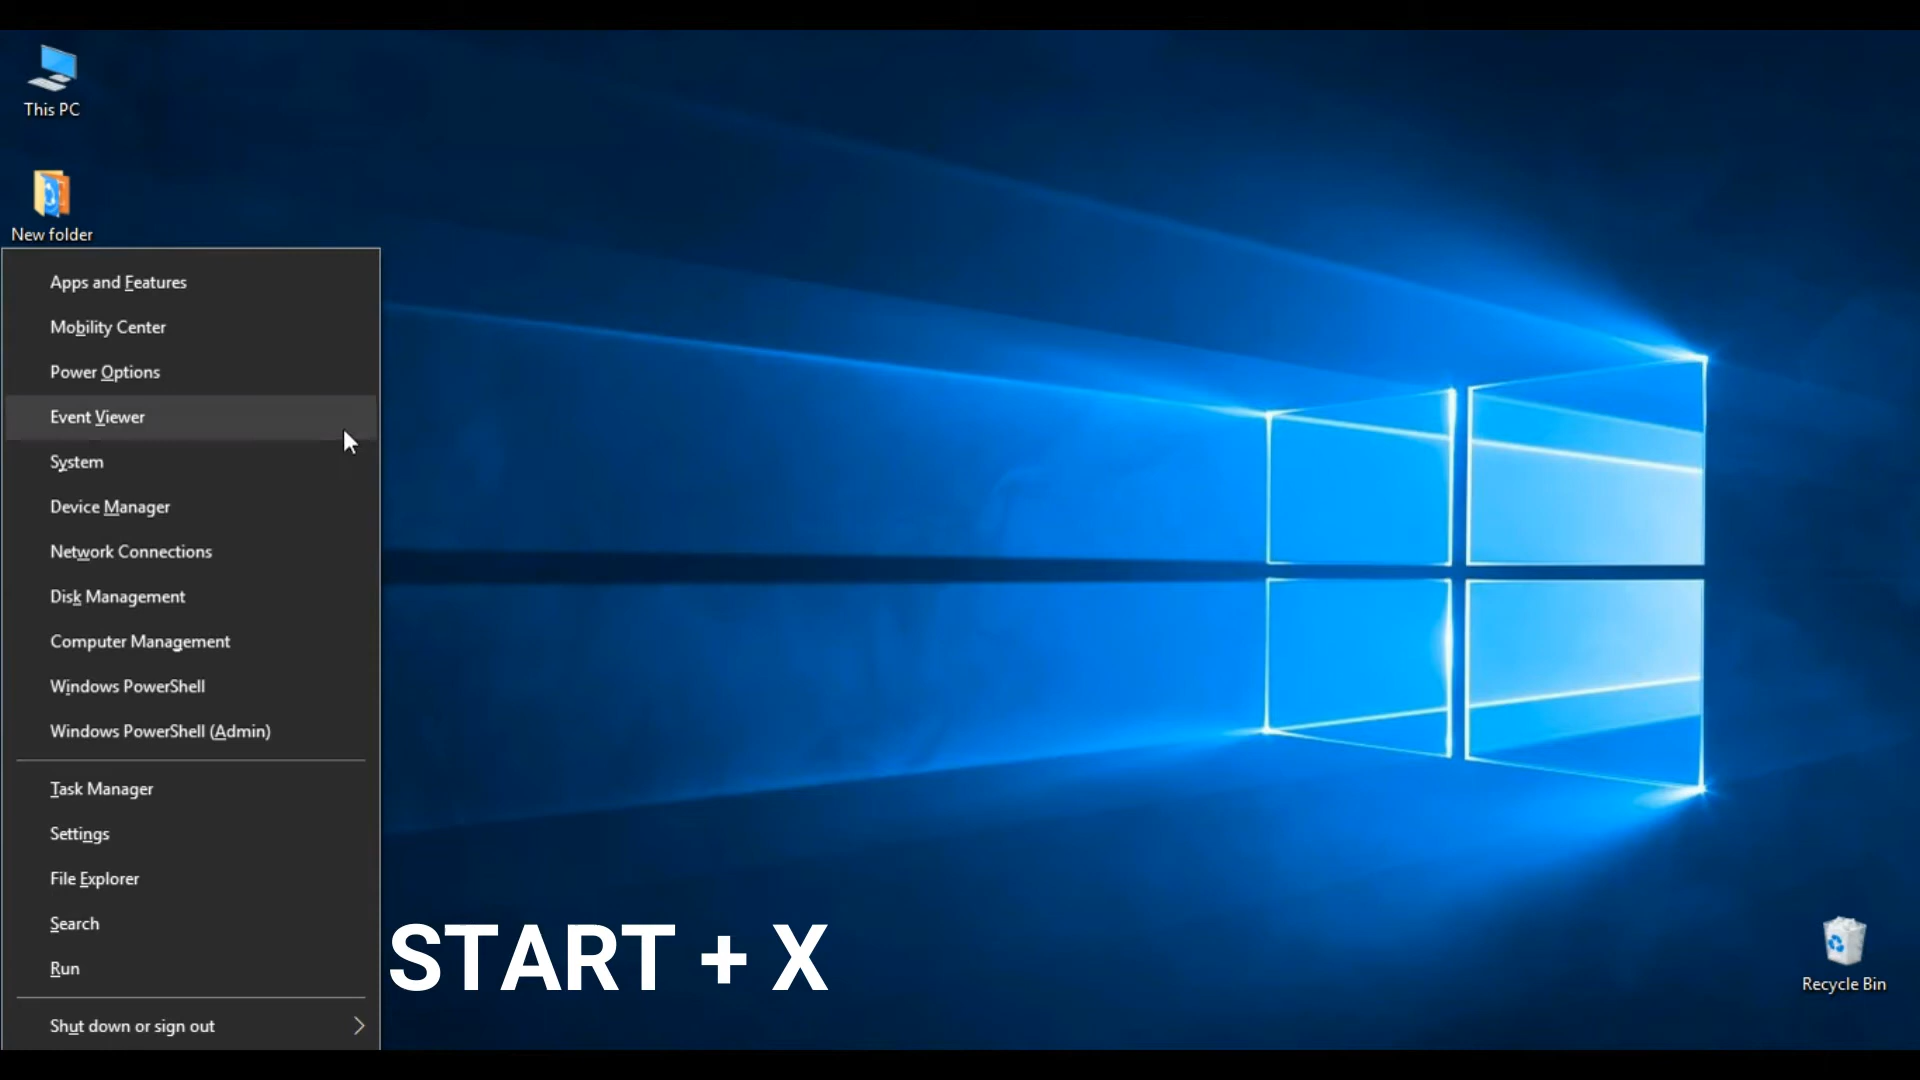 This PC
New folder
Apps and Features
Mobility Center
Power Options
Event Viewer
System
Device Manager
Network Connections
Disk Management
Computer Management
Windows PowerShell
Windows PowerShell (Admin)
Task Manager
Settings
File Explorer
Search
Run
Shut down or sign out
START + X
Recycle Bin